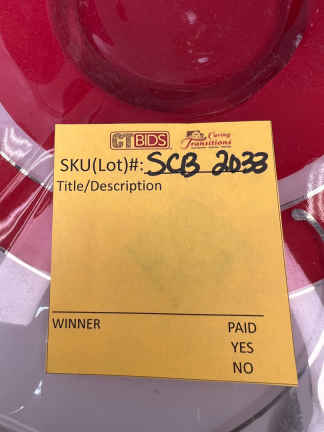 CTBIDS Caring Transitions
SKU(Lot)#: SCB 2033
Title/Description
WINNER PAID
YES
NO